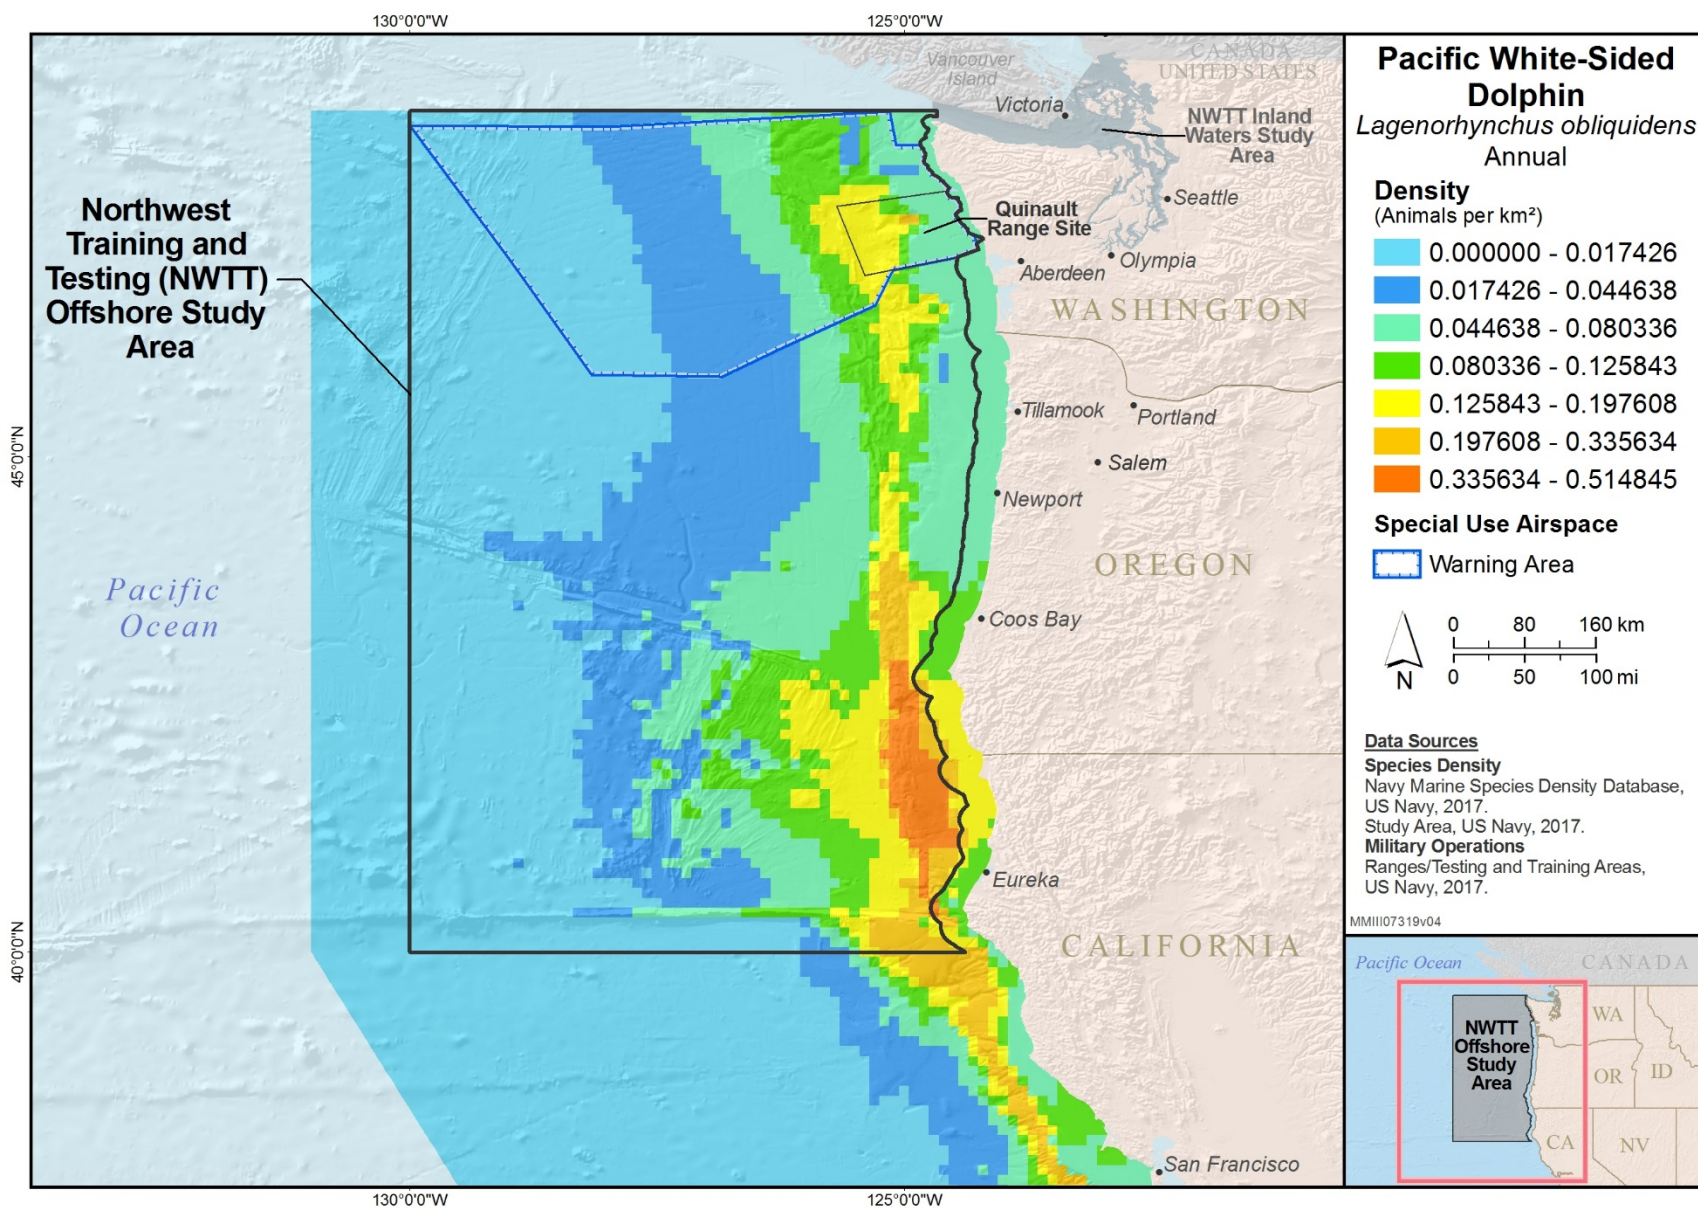 130°0'0"W
125°0'0"W
CANADA
UNITED STATES
Vancouver
Island
Victoria
NWTT Inland
Waters Study
Area
Seattle
Northwest
Training and
Testing (NWTT)
Offshore Study
Area
Quinault
Range Site
Aberdeen
Olympia
WASHINGTON
Tillamook
Portland
45°0'0"N
Salem
Newport
OREGON
Pacific
Ocean
Coos Bay
Eureka
40°0'0"N
CALIFORNIA
San Francisco
130°0'0"W
125°0'0"W
Pacific White-Sided
Dolphin
Lagenorhynchus obliquidens
Annual
Density
(Animals per km²)
0.000000 - 0.017426
0.017426 - 0.044638
0.044638 - 0.080336
0.080336 - 0.125843
0.125843 - 0.197608
0.197608 - 0.335634
0.335634 - 0.514845
Special Use Airspace
Warning Area
N
0 80 160 km
0 50 100 mi
Data Sources
Species Density
Navy Marine Species Density Database,
US Navy, 2017.
Study Area, US Navy, 2017.
Military Operations
Ranges/Testing and Training Areas,
US Navy, 2017.
MMIII07319v04
Pacific Ocean
CANADA
NWTT
Offshore
Study
Area
WA
OR
ID
CA
NV